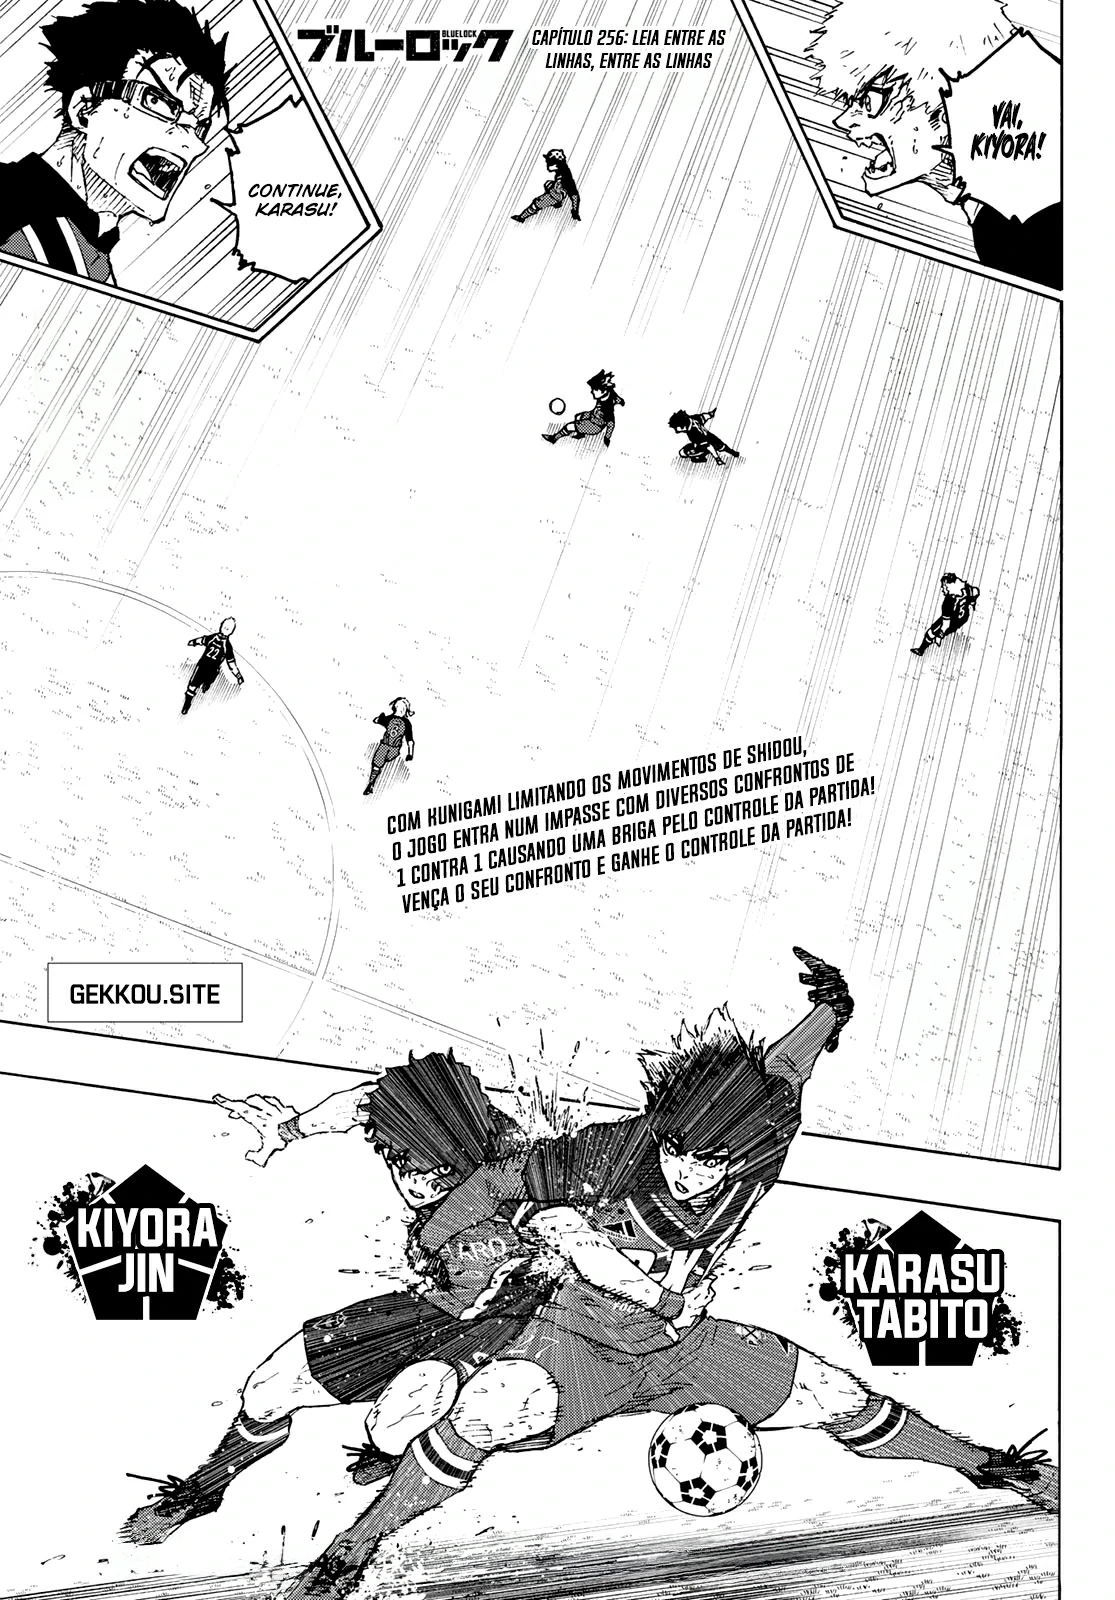 ブルーロック
BLUELOCK
CAPÍTULO 256: LEIA ENTRE AS
LINHAS, ENTRE AS LINHAS
VAI,
KIYORA!
CONTINUE,
KARASU!
22
5
COM KUNIGAMI LIMITANDO OS MOVIMENTOS DE SHIDOU,
O JOGO ENTRA NUM IMPASSE COM DIVERSOS CONFRONTOS DE
1 CONTRA 1 CAUSANDO UMA BRIGA PELO CONTROLE DA PARTIDA!
VENÇA O SEU CONFRONTO E GANHE O CONTROLE DA PARTIDA!
GEKKOU.SITE
KIYORA
JIN
KARASU
TABITO
27